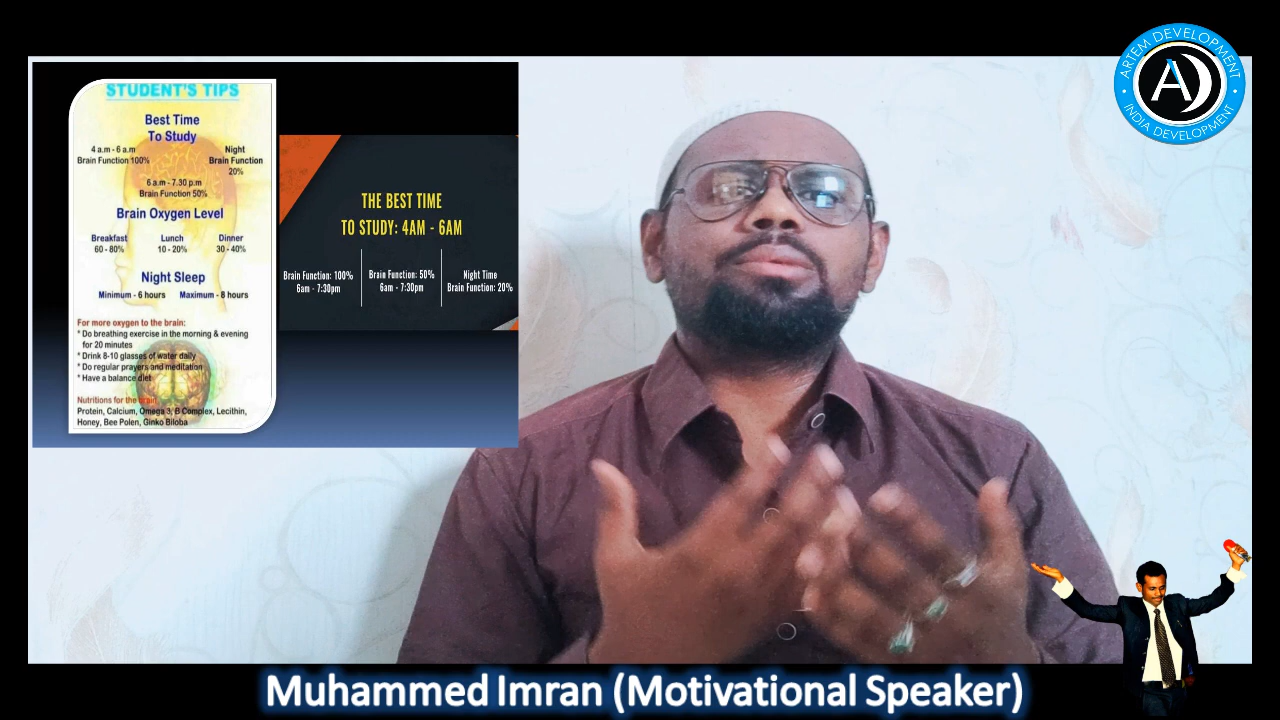 STUDENT'S TIPS
Best Time
To Study
4 a.m - 6 a.m
Brain Function 100%
Night
Brain Function
20%
6 a.m - 7.30 p.m
Brain Function 50%
Brain Oxygen Level
Breakfast
60 - 80%
Lunch
10 - 20%
Dinner
30 - 40%
Night Sleep
Minimum - 6 hours Maximum - 8 hours
For more oxygen to the brain:
* Do breathing exercise in the morning & evening
for 20 minutes
* Drink 8-10 glasses of water daily
* Do regular prayers and meditation
* Have a balance diet
Nutritions for the brain:
Protein, Calcium, Omega 3, B Complex, Lecithin,
Honey, Bee Polen, Ginko Biloba
THE BEST TIME
TO STUDY: 4AM - 6AM
Brain Function: 100%
6am - 7:30pm
Brain Function: 50%
6am - 7:30pm
Night Time
Brain Function: 20%
ARTEM DEVELOPMENT
A
INDIA DEVELOPMENT
Muhammed Imran (Motivational Speaker)